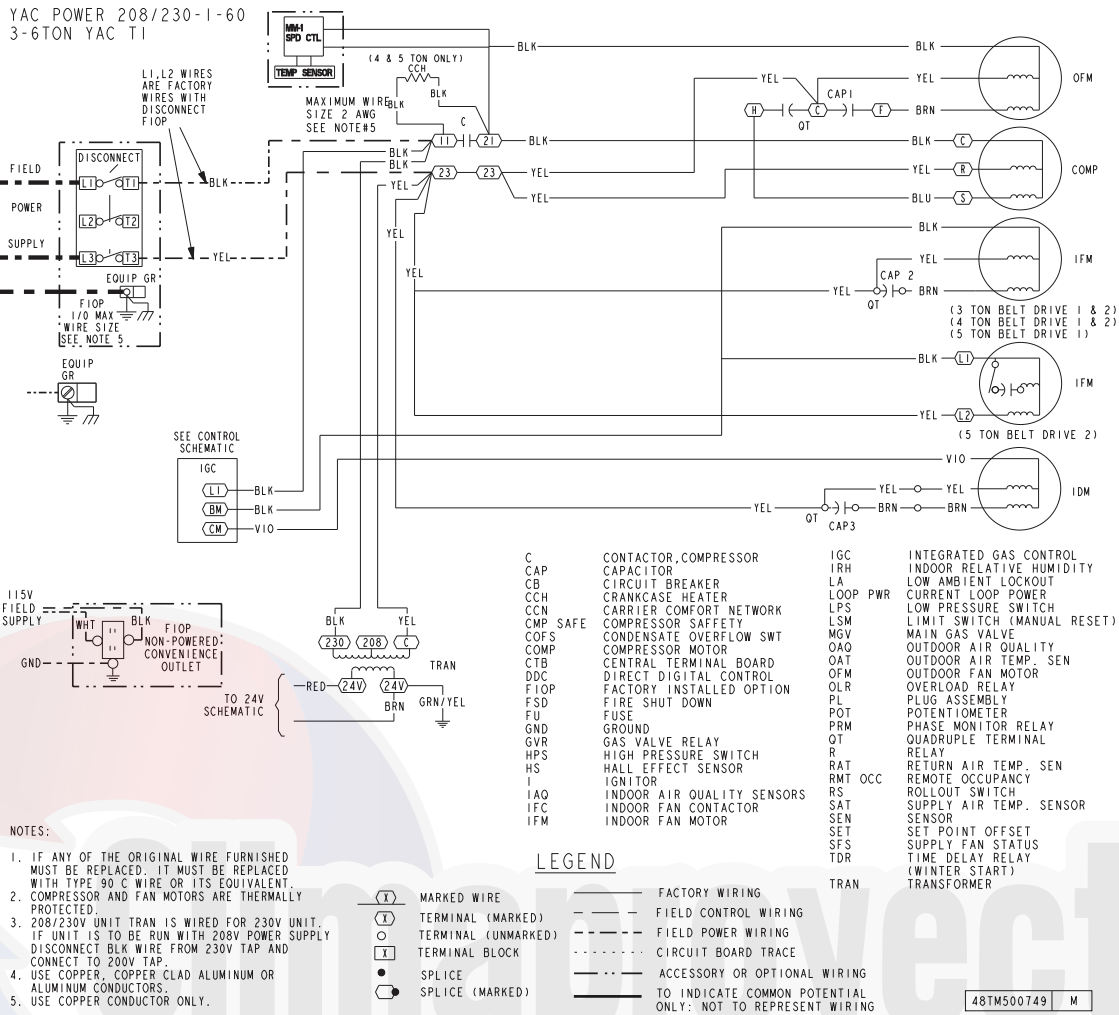 YAC POWER 208/230-1-60
3-6TON YAC T1
MM-1
SPD CTL
TEMP SENSOR
(4 & 5 TON ONLY)
CCH
BLK
BLK
L1,L2 WIRES
ARE FACTORY
WIRES WITH
DISCONNECT
FIOP
MAXIMUM WIRE
SIZE 2 AWG
SEE NOTE#5
C
11
21
BLK
BLK
BLK
BLK
YEL
23
23
YEL
YEL
YEL
YEL
FIELD
POWER
SUPPLY
DISCONNECT
L1
T1
BLK
L2
T2
L3
T3
YEL
EQUIP GR
FIOP
1/0 MAX
WIRE SIZE
SEE NOTE 5
EQUIP
GR
BLK
BLK
YEL
YEL
CAP1
H
C
F
BRN
QT
OFM
BLK
C
YEL
R
BLU
S
COMP
BLK
YEL
CAP 2
YEL
BRN
QT
IFM
(3 TON BELT DRIVE 1 & 2)
(4 TON BELT DRIVE 1 & 2)
(5 TON BELT DRIVE 1)
BLK
L1
YEL
L2
IFM
(5 TON BELT DRIVE 2)
VIO
YEL
YEL
YEL
BRN
BRN
QT
CAP3
IDM
SEE CONTROL
SCHEMATIC
IGC
L1
BLK
BM
BLK
CM
VIO
115V
FIELD
SUPPLY
WHT
BLK
GND
FIOP
NON-POWERED
CONVENIENCE
OUTLET
BLK
YEL
230
208
C
TRAN
RED
24V
24V
BRN
GRN/YEL
TO 24V
SCHEMATIC
C CONTACTOR,COMPRESSOR
CAP CAPACITOR
CB CIRCUIT BREAKER
CCH CRANKCASE HEATER
CCN CARRIER COMFORT NETWORK
CMP SAFE COMPRESSOR SAFFETY
COFS CONDENSATE OVERFLOW SWT
COMP COMPRESSOR MOTOR
CTB CENTRAL TERMINAL BOARD
DDC DIRECT DIGITAL CONTROL
FIOP FACTORY INSTALLED OPTION
FSD FIRE SHUT DOWN
FU FUSE
GND GROUND
GVR GAS VALVE RELAY
HPS HIGH PRESSURE SWITCH
HS HALL EFFECT SENSOR
I IGNITOR
IAQ INDOOR AIR QUALITY SENSORS
IFC INDOOR FAN CONTACTOR
IFM INDOOR FAN MOTOR
IGC INTEGRATED GAS CONTROL
IRH INDOOR RELATIVE HUMIDITY
LA LOW AMBIENT LOCKOUT
LOOP PWR CURRENT LOOP POWER
LPS LOW PRESSURE SWITCH
LSM LIMIT SWITCH (MANUAL RESET)
MGV MAIN GAS VALVE
OAQ OUTDOOR AIR QUALITY
OAT OUTDOOR AIR TEMP. SEN
OFM OUTDOOR FAN MOTOR
OLR OVERLOAD RELAY
PL PLUG ASSEMBLY
POT POTENTIOMETER
PRM PHASE MONITOR RELAY
QT QUADRUPLE TERMINAL
R RELAY
RAT RETURN AIR TEMP. SEN
RMT OCC REMOTE OCCUPANCY
RS ROLLOUT SWITCH
SAT SUPPLY AIR TEMP. SENSOR
SEN SENSOR
SET SET POINT OFFSET
SFS SUPPLY FAN STATUS
TDR TIME DELAY RELAY
(WINTER START)
TRAN TRANSFORMER
NOTES:
1. IF ANY OF THE ORIGINAL WIRE FURNISHED
MUST BE REPLACED. IT MUST BE REPLACED
WITH TYPE 90 C WIRE OR ITS EQUIVALENT.
2. COMPRESSOR AND FAN MOTORS ARE THERMALLY
PROTECTED.
3. 208/230V UNIT TRAN IS WIRED FOR 230V UNIT.
IF UNIT IS TO BE RUN WITH 208V POWER SUPPLY
DISCONNECT BLK WIRE FROM 230V TAP AND
CONNECT TO 200V TAP.
4. USE COPPER, COPPER CLAD ALUMINUM OR
ALUMINUM CONDUCTORS.
5. USE COPPER CONDUCTOR ONLY.
LEGEND
X MARKED WIRE
X TERMINAL (MARKED)
TERMINAL (UNMARKED)
X TERMINAL BLOCK
SPLICE
SPLICE (MARKED)
FACTORY WIRING
FIELD CONTROL WIRING
FIELD POWER WIRING
CIRCUIT BOARD TRACE
ACCESSORY OR OPTIONAL WIRING
TO INDICATE COMMON POTENTIAL
ONLY: NOT TO REPRESENT WIRING
48TM500749 M